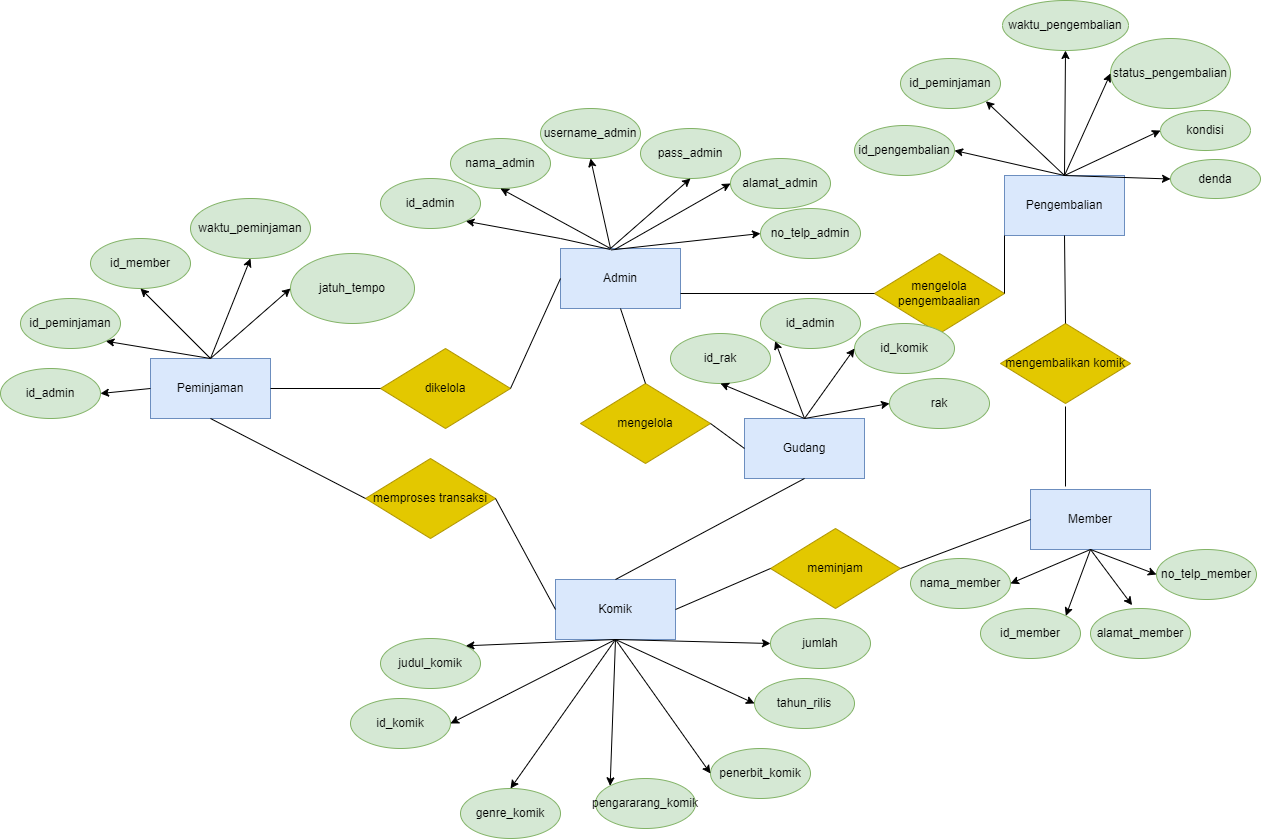 waktu_pengembalian
status_pengembalian
id_peminjaman
kondisi
id_pengembalian
denda
Pengembalian
username_admin
pass_admin
nama_admin
alamat_admin
id_admin
no_telp_admin
Admin
waktu_peminjaman
id_member
jatuh_tempo
id_peminjaman
id_admin
Peminjaman
mengelola
pengembaalian
id_admin
id_komik
id_rak
rak
dikelola
mengelola
Gudang
mengembalikan komik
memproses transaksi
Member
meminjam
nama_member
no_telp_member
id_member
alamat_member
Komik
judul_komik
jumlah
id_komik
tahun_rilis
penerbit_komik
pengararang_komik
genre_komik